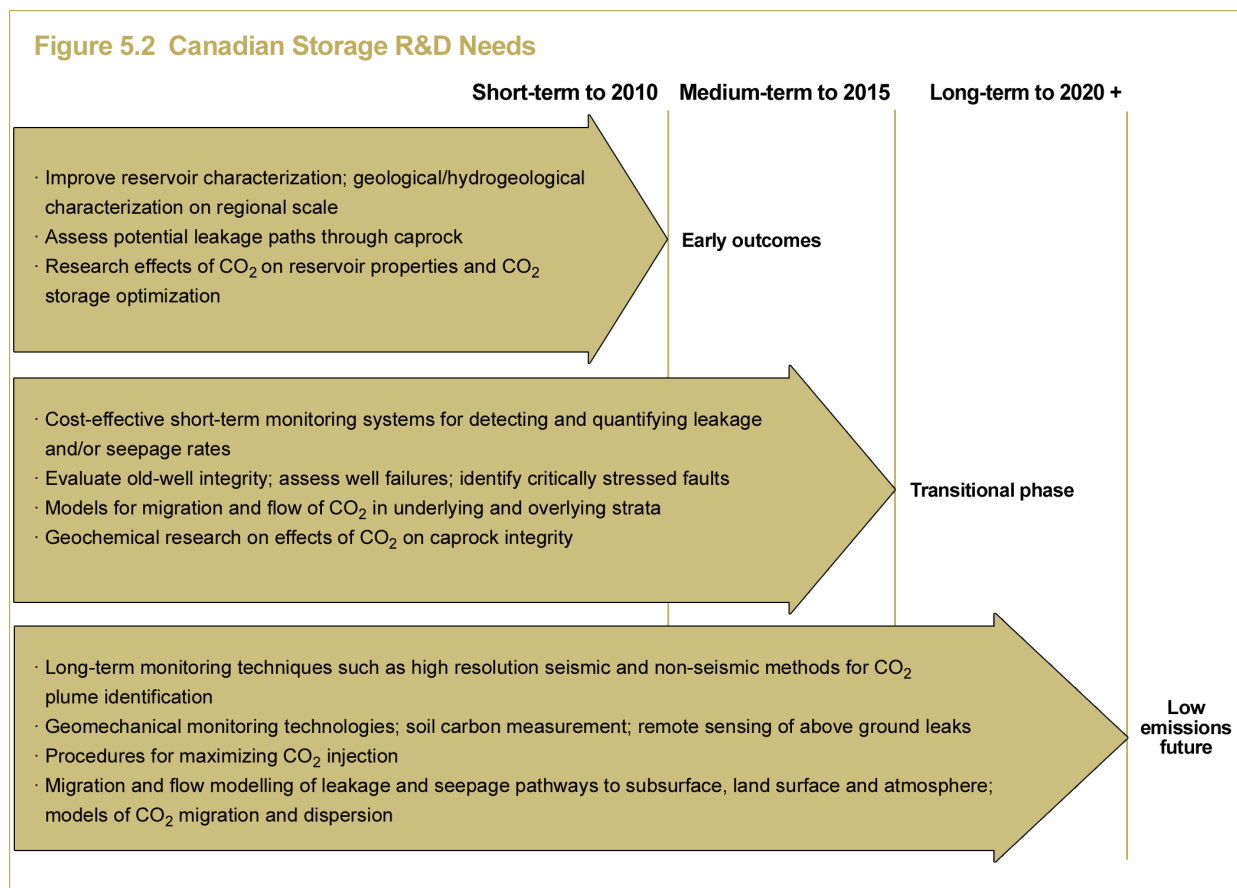 Figure 5.2  Canadian Storage R&D Needs
Short-term to 2010
Medium-term to 2015
Long-term to 2020 +
· Improve reservoir characterization; geological/hydrogeological
characterization on regional scale
· Assess potential leakage paths through caprock
· Research effects of CO₂ on reservoir properties and CO₂
storage optimization
Early outcomes
· Cost-effective short-term monitoring systems for detecting and quantifying leakage
and/or seepage rates
· Evaluate old-well integrity; assess well failures; identify critically stressed faults
· Models for migration and flow of CO₂ in underlying and overlying strata
· Geochemical research on effects of CO₂ on caprock integrity
Transitional phase
· Long-term monitoring techniques such as high resolution seismic and non-seismic methods for CO₂
plume identification
· Geomechanical monitoring technologies; soil carbon measurement; remote sensing of above ground leaks
· Procedures for maximizing CO₂ injection
· Migration and flow modelling of leakage and seepage pathways to subsurface, land surface and atmosphere;
models of CO₂ migration and dispersion
Low
emissions
future